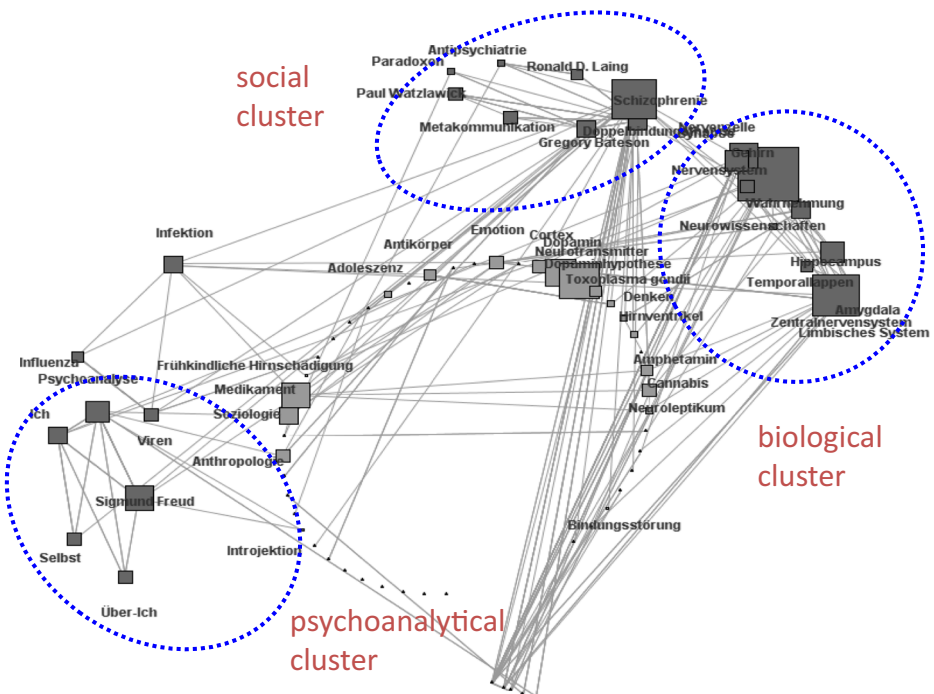 Antipsychiatrie
Paradoxon
Ronald D. Laing
social
cluster
Paul Watzlawick
Schizophrenie
Metakommunikation
Doppelbindung
Nervenzelle
Synapse
Gregory Bateson
Gehirn
Nervensystem
Wahrnehmung
Neurowissenschaften
Infektion
Emotion
Cortex
Antikörper
Dopamin
Neurotransmitter
Adoleszenz
Dopaminhypothese
Hippocampus
Toxoplasma gondii
Temporallappen
Denken
Amygdala
Hirnventrikel
Zentralnervensystem
Limbisches System
Influenza
Frühkindliche Hirnschädigung
Amphetamin
Psychoanalyse
Medikament
Cannabis
Ich
Soziologie
Neuroleptikum
Viren
biological
cluster
Anthropologie
Sigmund Freud
Bindungsstörung
Selbst
Introjektion
Über-Ich
psychoanalytical
cluster